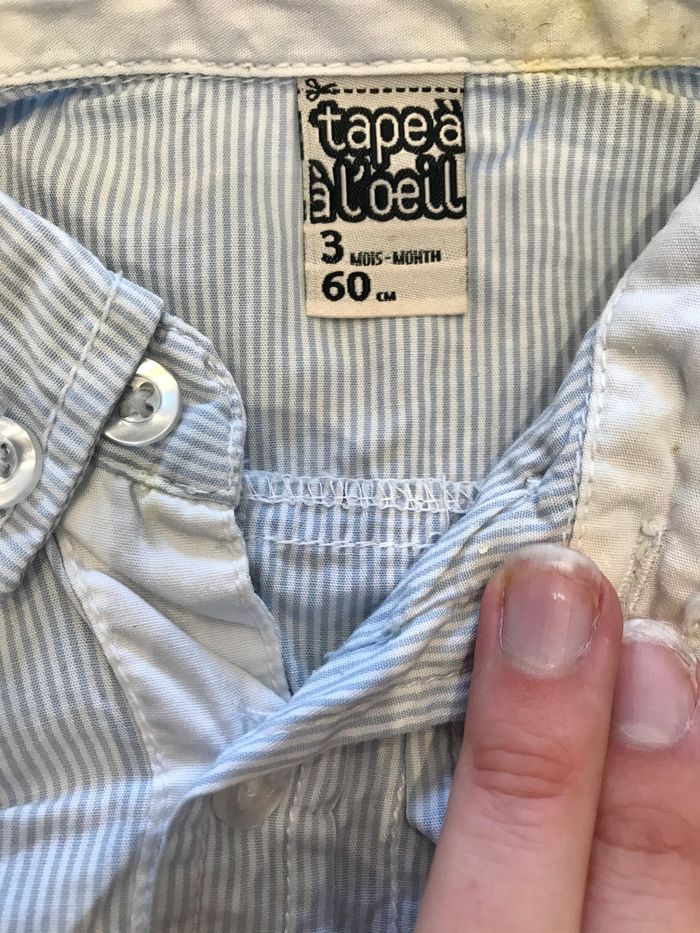 tape à
à l'oeil
3 MOIS-MONTH
60 CM